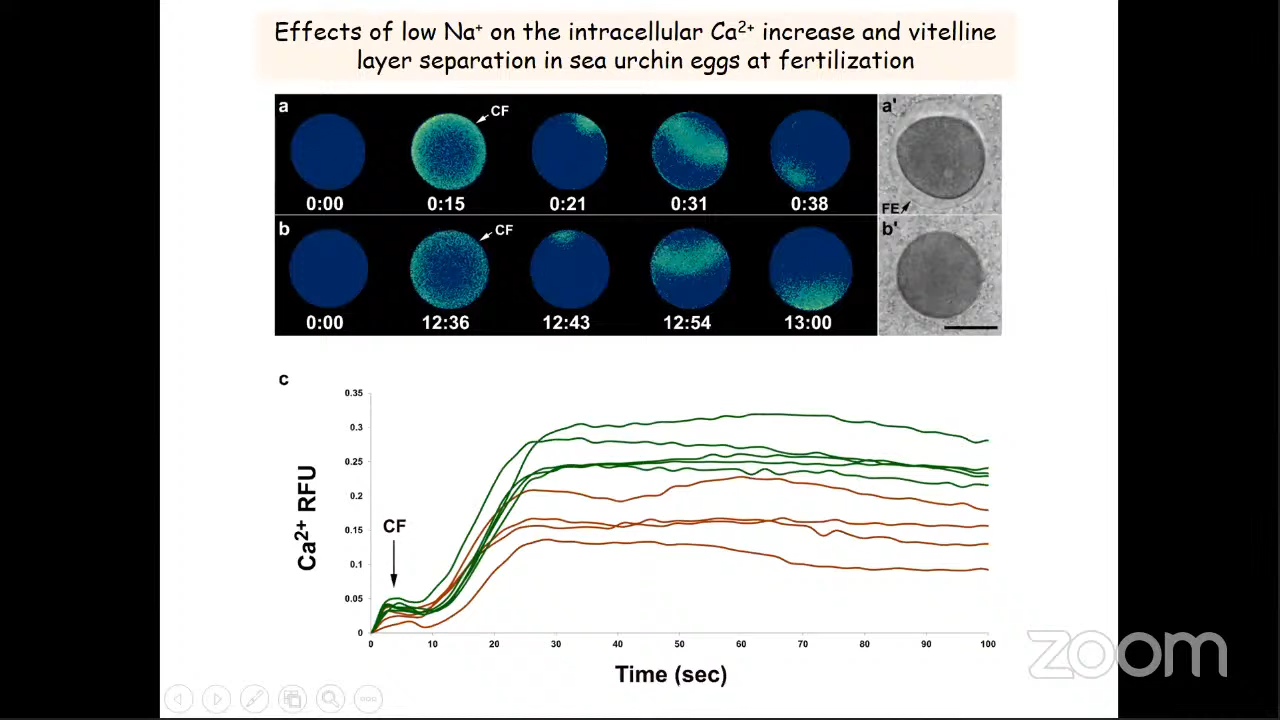 Effects of low Na⁺ on the intracellular Ca²⁺ increase and vitelline
layer separation in sea urchin eggs at fertilization
a
CF
a'
0:00 0:15 0:21 0:31 0:38
FE
b
CF
b'
0:00 12:36 12:43 12:54 13:00
c
0.35
0.3
0.25
0.2
0.15
0.1
0.05
0
Ca²⁺ RFU
CF
0 10 20 30 40 50 60 70 80 90 100
Time (sec)
zoom